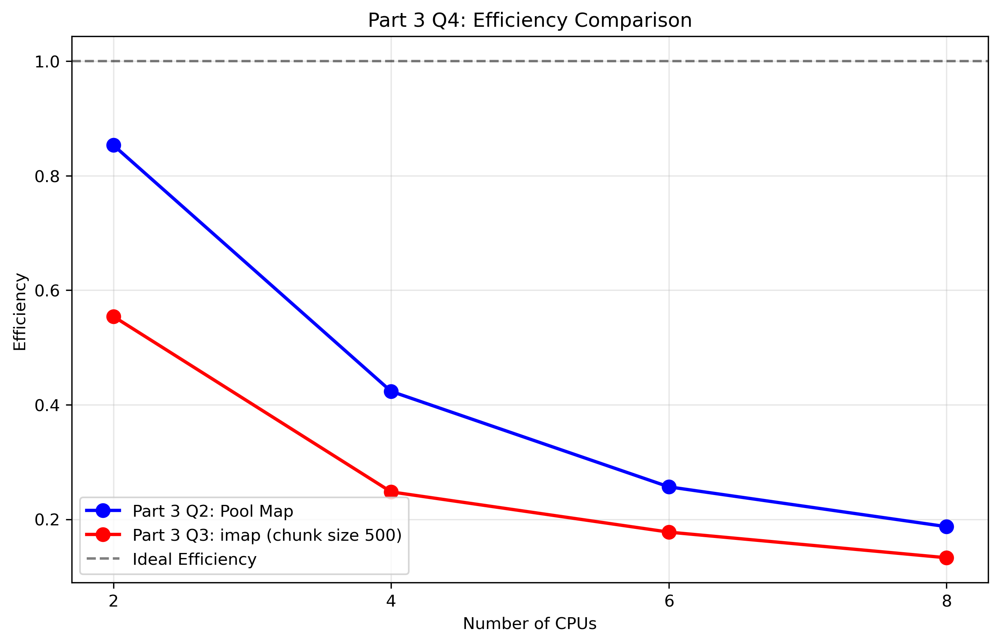 Part 3 Q4: Efficiency Comparison
1.0
0.8
0.6
0.4
0.2
Efficiency
Part 3 Q2: Pool Map
Part 3 Q3: imap (chunk size 500)
Ideal Efficiency
2 4 6 8
Number of CPUs